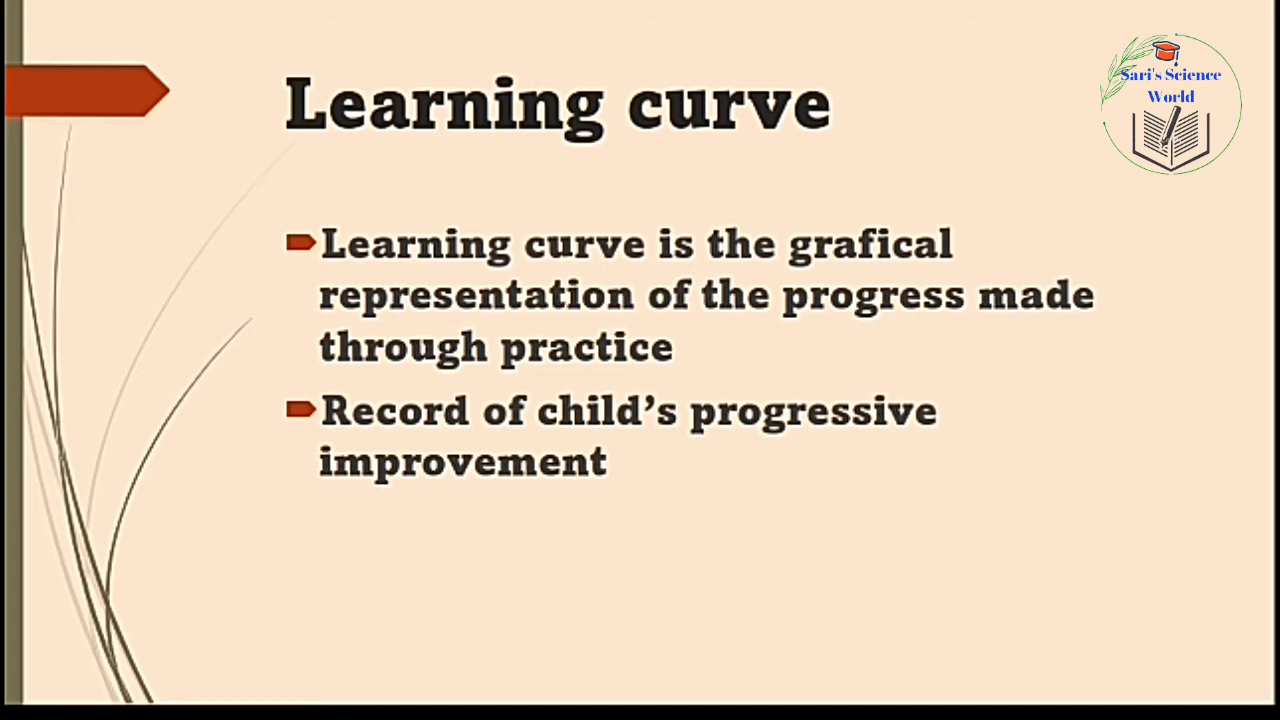 Learning curve
Sari's Science
World
Learning curve is the grafical
representation of the progress made
through practice
Record of child's progressive
improvement